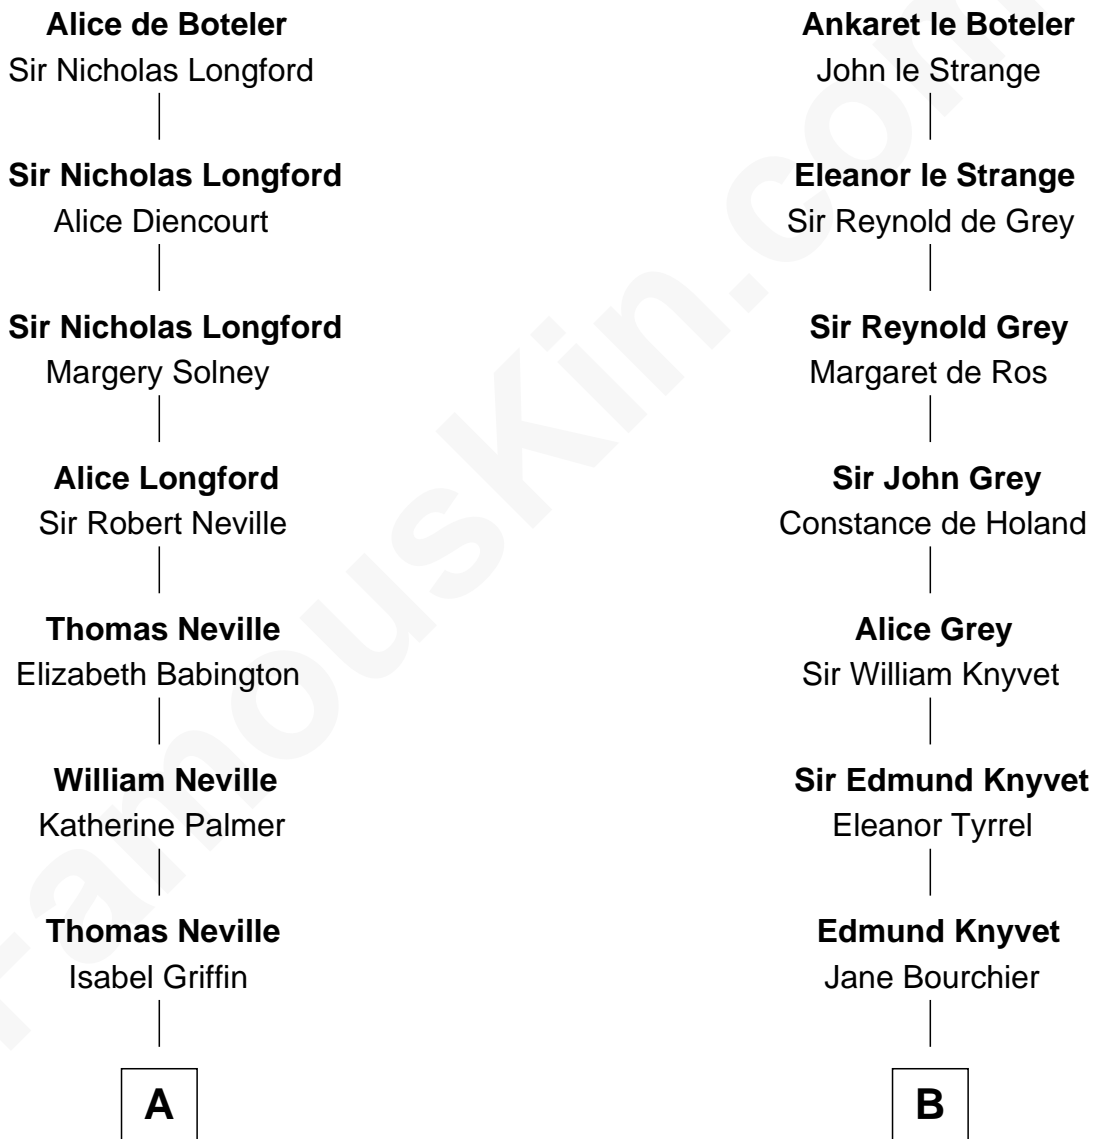 Alice de Boteler
Sir Nicholas Longford
Sir Nicholas Longford
Alice Diencourt
Sir Nicholas Longford
Margery Solney
Alice Longford
Sir Robert Neville
Thomas Neville
Elizabeth Babington
William Neville
Katherine Palmer
Thomas Neville
Isabel Griffin
A
Ankaret le Boteler
John le Strange
Eleanor le Strange
Sir Reynold de Grey
Sir Reynold Grey
Margaret de Ros
Sir John Grey
Constance de Holand
Alice Grey
Sir William Knyvet
Sir Edmund Knyvet
Eleanor Tyrrel
Edmund Knyvet
Jane Bourchier
B
FamousKin.com